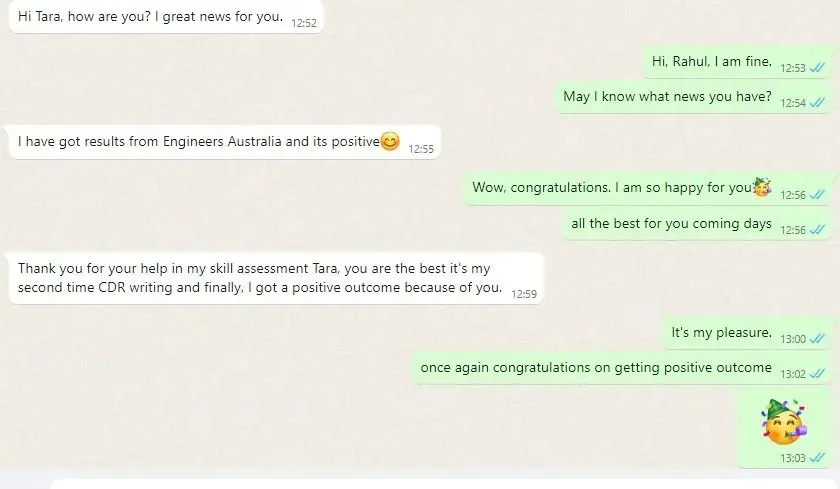 Hi Tara, how are you? I great news for you. 12:52
Hi, Rahul, I am fine. 12:53
May I know what news you have? 12:54
I have got results from Engineers Australia and its positive😊 12:55
Wow, congratulations. I am so happy for you🥳 12:56
all the best for you coming days 12:56
Thank you for your help in my skill assessment Tara, you are the best it's my
second time CDR writing and finally, I got a positive outcome because of you. 12:59
It's my pleasure. 13:00
once again congratulations on getting positive outcome 13:02
🥳
13:03